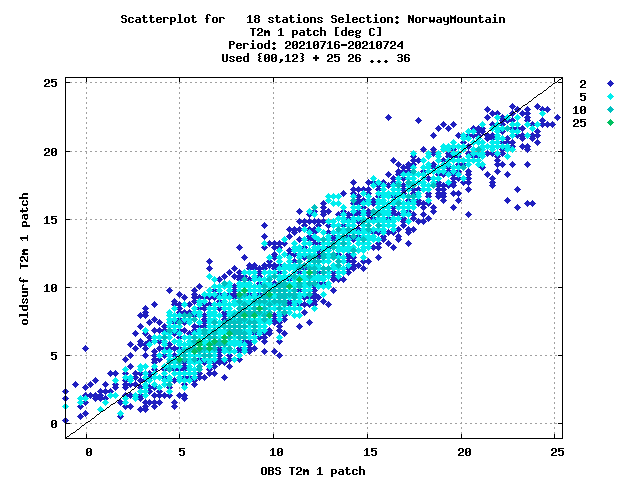 Scatterplot for   18 stations Selection: NorwayMountain
T2m 1 patch [deg C]
Period: 20210716-20210724
Used {00,12} + 25 26 ... 36
2
5
10
25
25
20
15
10
5
0
oldsurf T2m 1 patch
0 5 10 15 20 25
OBS T2m 1 patch